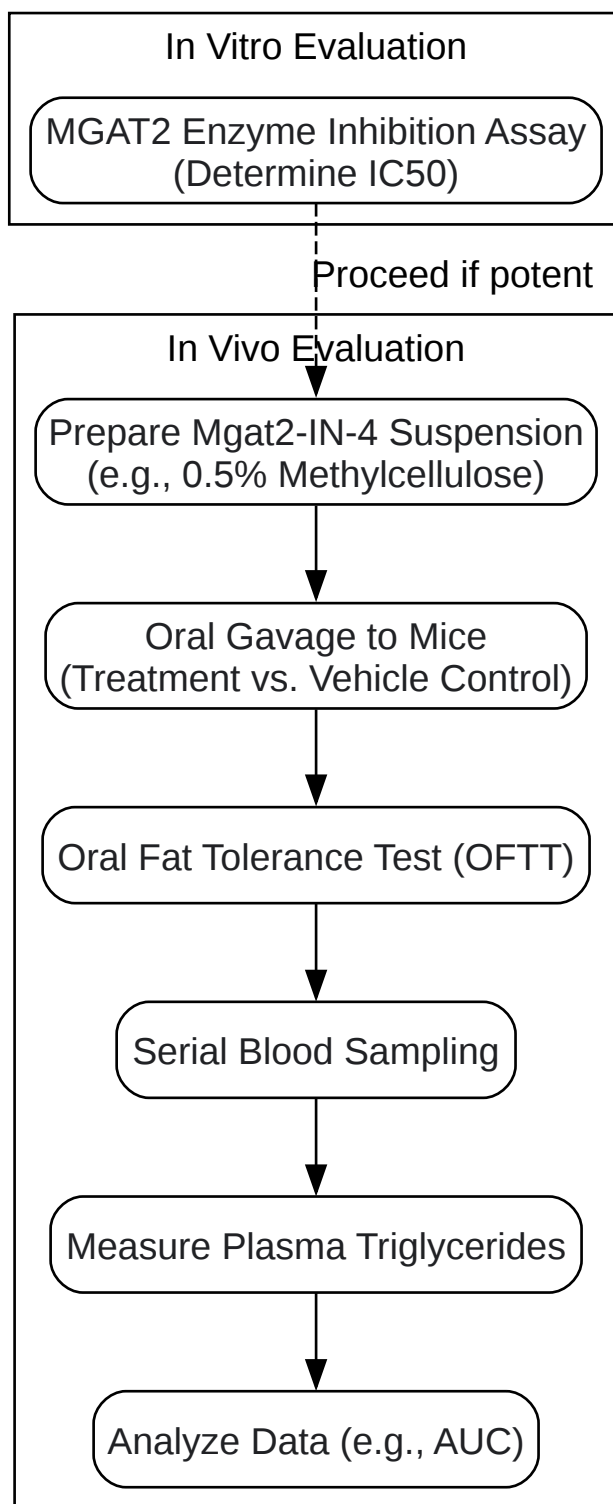 In Vitro Evaluation
MGAT2 Enzyme Inhibition Assay
(Determine IC50)
Proceed if potent
In Vivo Evaluation
Prepare Mgat2-IN-4 Suspension
(e.g., 0.5% Methylcellulose)
Oral Gavage to Mice
(Treatment vs. Vehicle Control)
Oral Fat Tolerance Test (OFTT)
Serial Blood Sampling
Measure Plasma Triglycerides
Analyze Data (e.g., AUC)